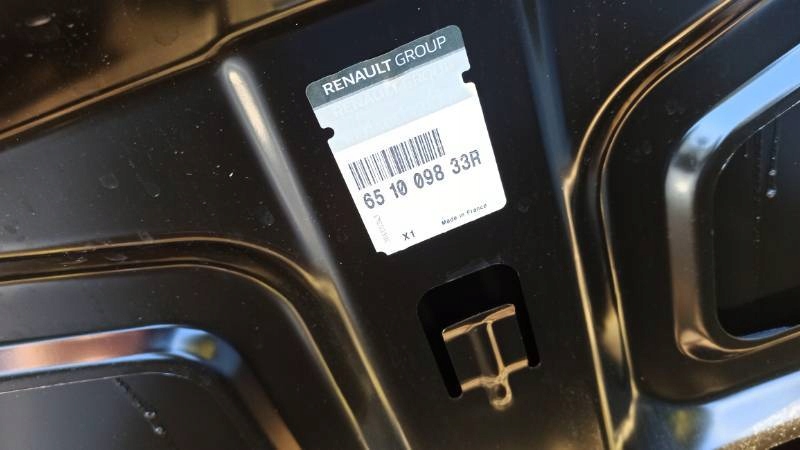 RENAULT GROUP
65 10 098 33R
X1
Made in France